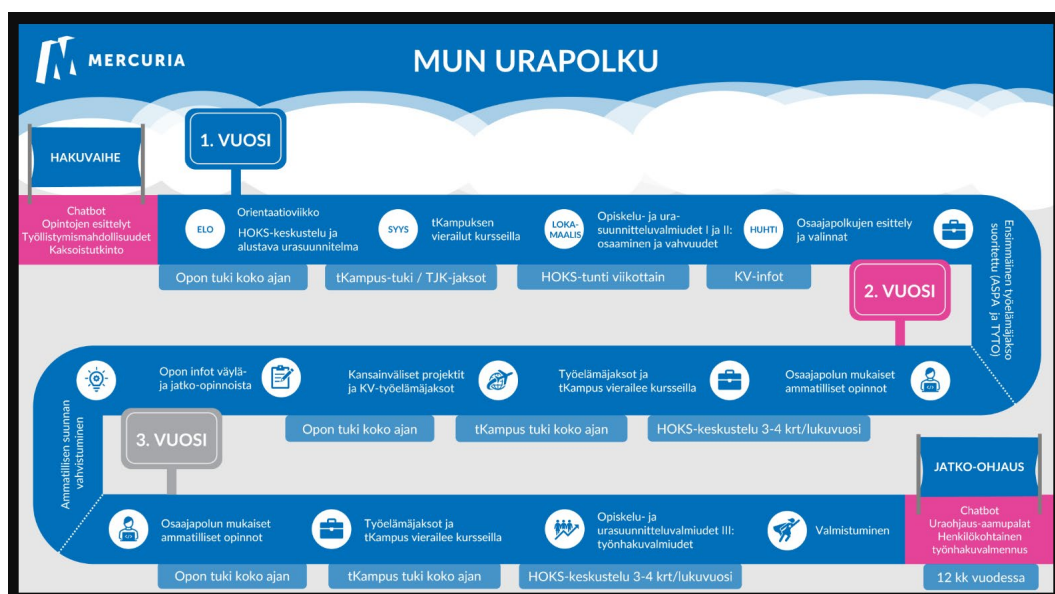 MERCURIA
MUN URAPOLKU
HAKUVAIHE
Chatbot
Opintojen esittelyt
Työllistymismahdollisuudet
Kaksoistutkinto
1. VUOSI
ELO
Orientaatioviikko
HOKS-keskustelu ja
alustava urasuunnitelma
SYYS
tKampuksen
vierailut kursseilla
LOKA-
MAALIS
Opiskelu- ja ura-
suunnitteluvalmiudet I ja II:
osaaminen ja vahvuudet
HUHTI
Osaajapolkujen esittely
ja valinnat
Ensimmäinen työelämäjakso
suoritettu (ASPA ja TYTO)
Opon tuki koko ajan
tKampus-tuki / TJK-jaksot
HOKS-tunti viikottain
KV-infot
2. VUOSI
Osaajapolun mukaiset
ammatilliset opinnot
Työelämäjaksot ja
tKampus vierailee kursseilla
Kansainväliset projektit
ja KV-työelämäjaksot
Opon infot väylä-
ja jatko-opinnoista
Ammatillisen suunnan
vahvistuminen
Opon tuki koko ajan
tKampus tuki koko ajan
HOKS-keskustelu 3-4 krt/lukuvuosi
3. VUOSI
Osaajapolun mukaiset
ammatilliset opinnot
Työelämäjaksot ja
tKampus vierailee kursseilla
Opiskelu- ja
urasuunnitteluvalmiudet III:
työnhakuvalmiudet
Valmistuminen
Opon tuki koko ajan
tKampus tuki koko ajan
HOKS-keskustelu 3-4 krt/lukuvuosi
JATKO-OHJAUS
Chatbot
Uraohjaus-aamupalat
Henkilökohtainen
työnhakuvalmennus
12 kk vuodessa